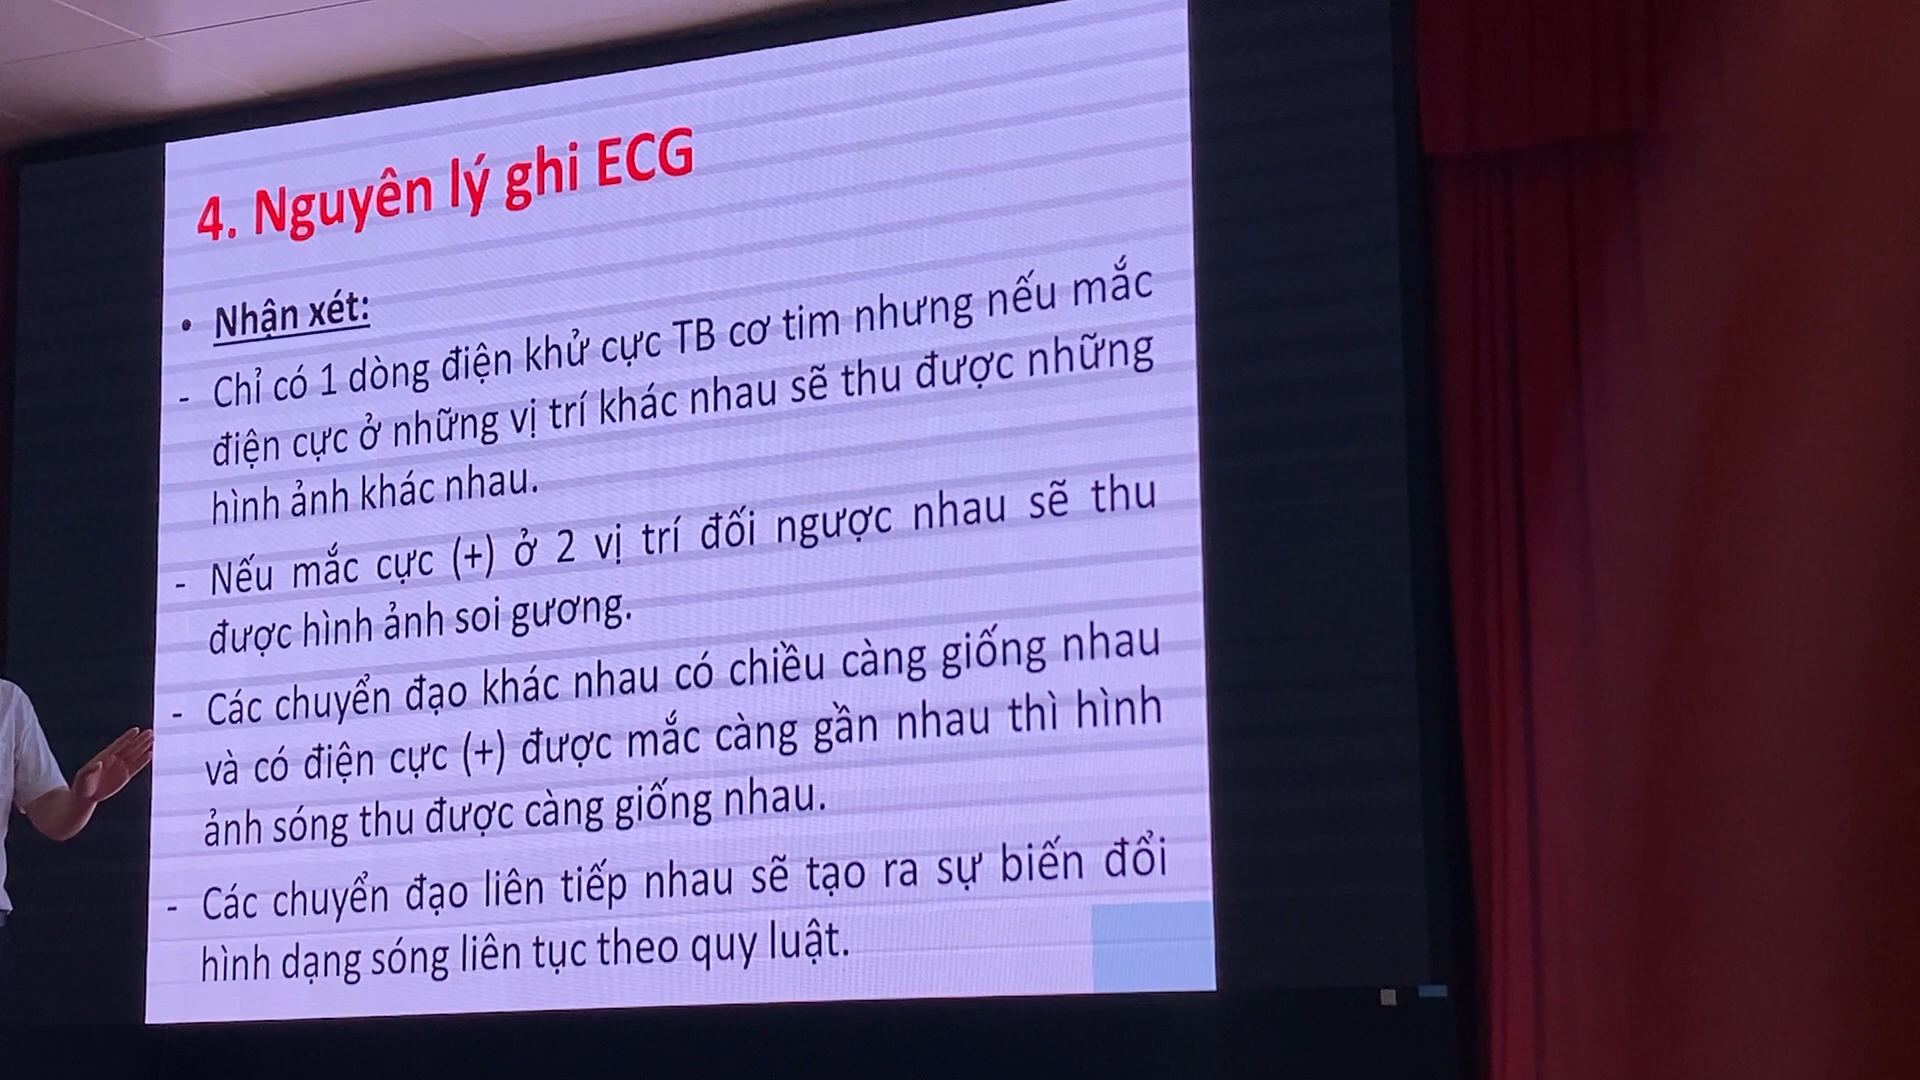 4. Nguyên lý ghi ECG
• Nhận xét:
- Chỉ có 1 dòng điện khử cực TB cơ tim nhưng nếu mắc
điện cực ở những vị trí khác nhau sẽ thu được những
hình ảnh khác nhau.
- Nếu mắc cực (+) ở 2 vị trí đối ngược nhau sẽ thu
được hình ảnh soi gương.
- Các chuyển đạo khác nhau có chiều càng giống nhau
và có điện cực (+) được mắc càng gần nhau thì hình
ảnh sóng thu được càng giống nhau.
- Các chuyển đạo liên tiếp nhau sẽ tạo ra sự biến đổi
hình dạng sóng liên tục theo quy luật.